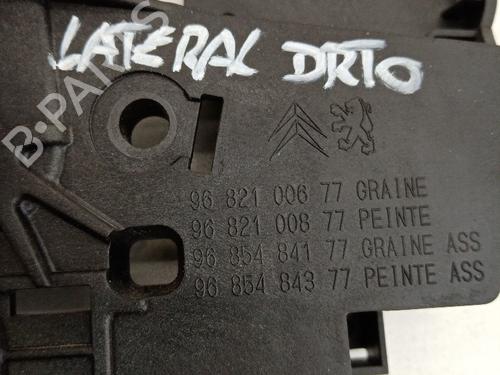 LATERAL DRTO
B-PARTS
96 821 006 77 GRAINE
96 821 008 77 PEINTE
96 854 841 77 GRAINE ASS
96 854 843 77 PEINTE ASS